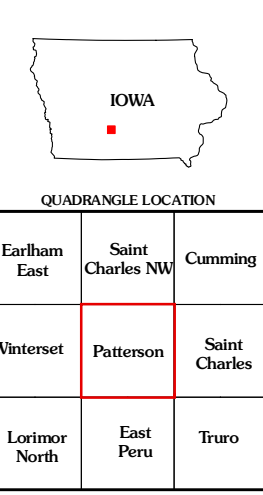 IOWA
QUADRANGLE LOCATION
Earlham
East
Saint
Charles NW
Cumming
Winterset
Patterson
Saint
Charles
Lorimor
North
East
Peru
Truro